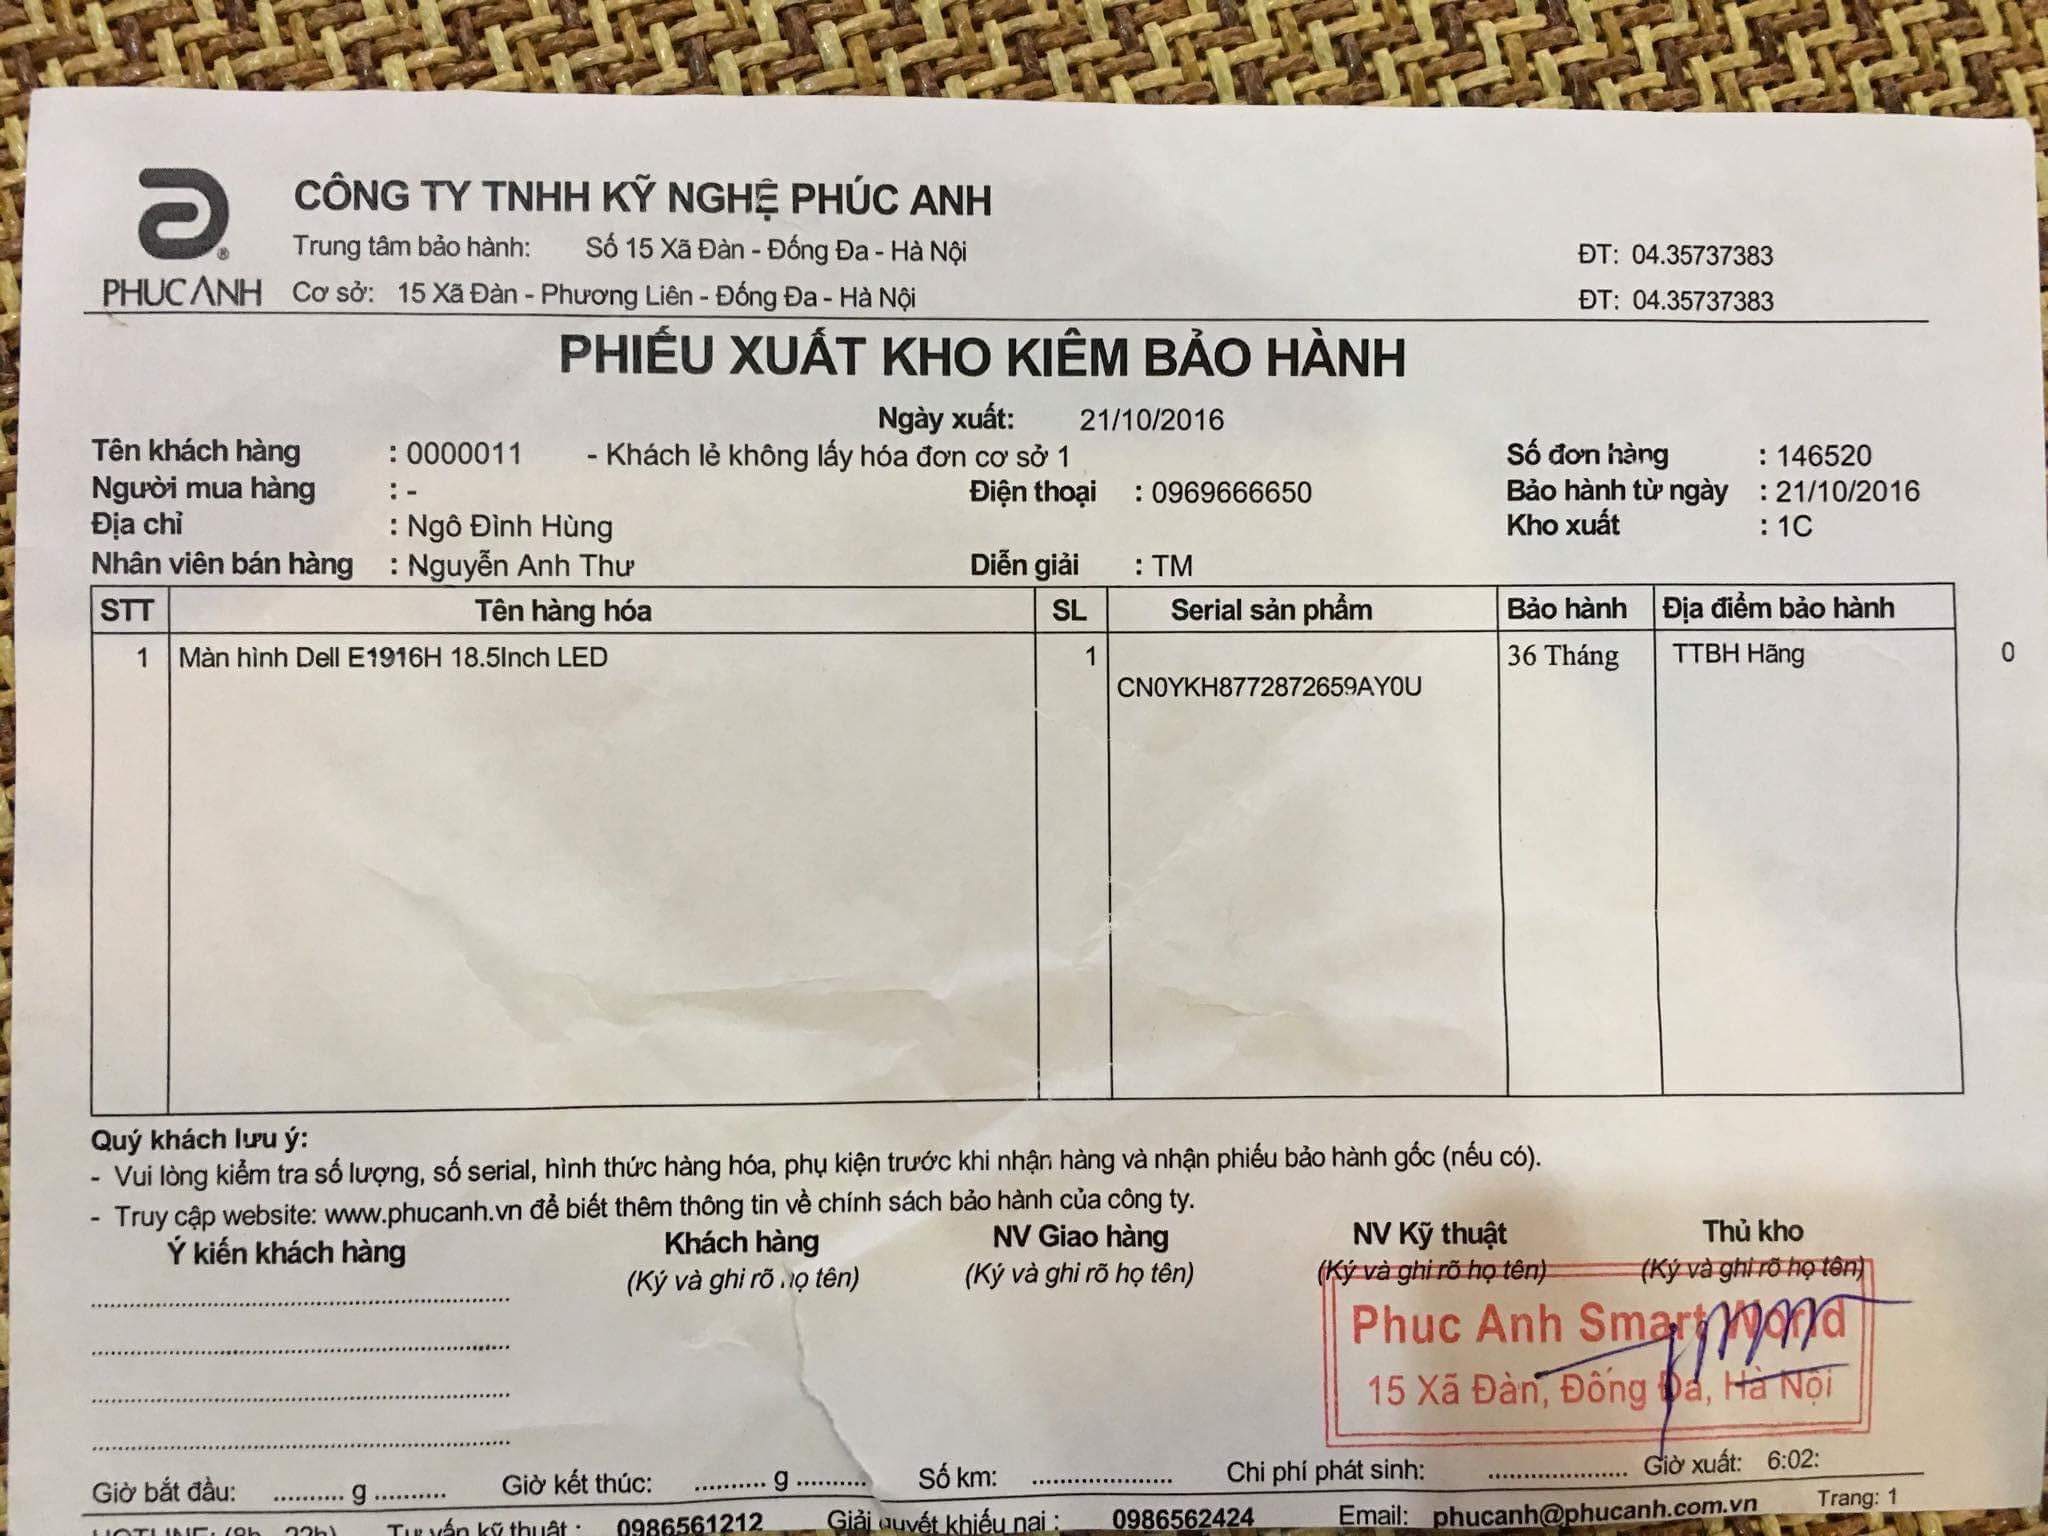 CÔNG TY TNHH KỸ NGHỆ PHÚC ANH
PHUCANH
Trung tâm bảo hành: Số 15 Xã Đàn - Đống Đa - Hà Nội ĐT: 04.35737383
Cơ sở: 15 Xã Đàn - Phương Liên - Đống Đa - Hà Nội ĐT: 04.35737383
PHIẾU XUẤT KHO KIÊM BẢO HÀNH
Ngày xuất: 21/10/2016
Tên khách hàng : 0000011 - Khách lẻ không lấy hóa đơn cơ sở 1 Số đơn hàng : 146520
Người mua hàng : - Điện thoại : 0969666650 Bảo hành từ ngày : 21/10/2016
Địa chỉ : Ngô Đình Hùng Kho xuất : 1C
Nhân viên bán hàng : Nguyễn Anh Thư Diễn giải : TM
STT Tên hàng hóa SL Serial sản phẩm Bảo hành Địa điểm bảo hành
1 Màn hình Dell E1916H 18.5Inch LED 1 36 Tháng TTBH Hãng 0
CN0YKH8772872659AY0U
Quý khách lưu ý:
- Vui lòng kiểm tra số lượng, số serial, hình thức hàng hóa, phụ kiện trước khi nhận hàng và nhận phiếu bảo hành gốc (nếu có).
- Truy cập website: www.phucanh.vn để biết thêm thông tin về chính sách bảo hành của công ty.
Ý kiến khách hàng Khách hàng NV Giao hàng NV Kỹ thuật Thủ kho
(Ký và ghi rõ họ tên) (Ký và ghi rõ họ tên) (Ký và ghi rõ họ tên) (Ký và ghi rõ họ tên)
Phuc Anh Smart World
15 Xã Đàn, Đống Đa, Hà Nội
Giờ bắt đầu: .......... g .......... Giờ kết thúc: .......... g .......... Số km: .................... Chi phí phát sinh: .................... Giờ xuất: 6:02:
HOTLINE: (8h - 22h) Tư vấn kỹ thuật : 0986561212 Giải quyết khiếu nại : 0986562424 Email: phucanh@phucanh.com.vn Trang: 1